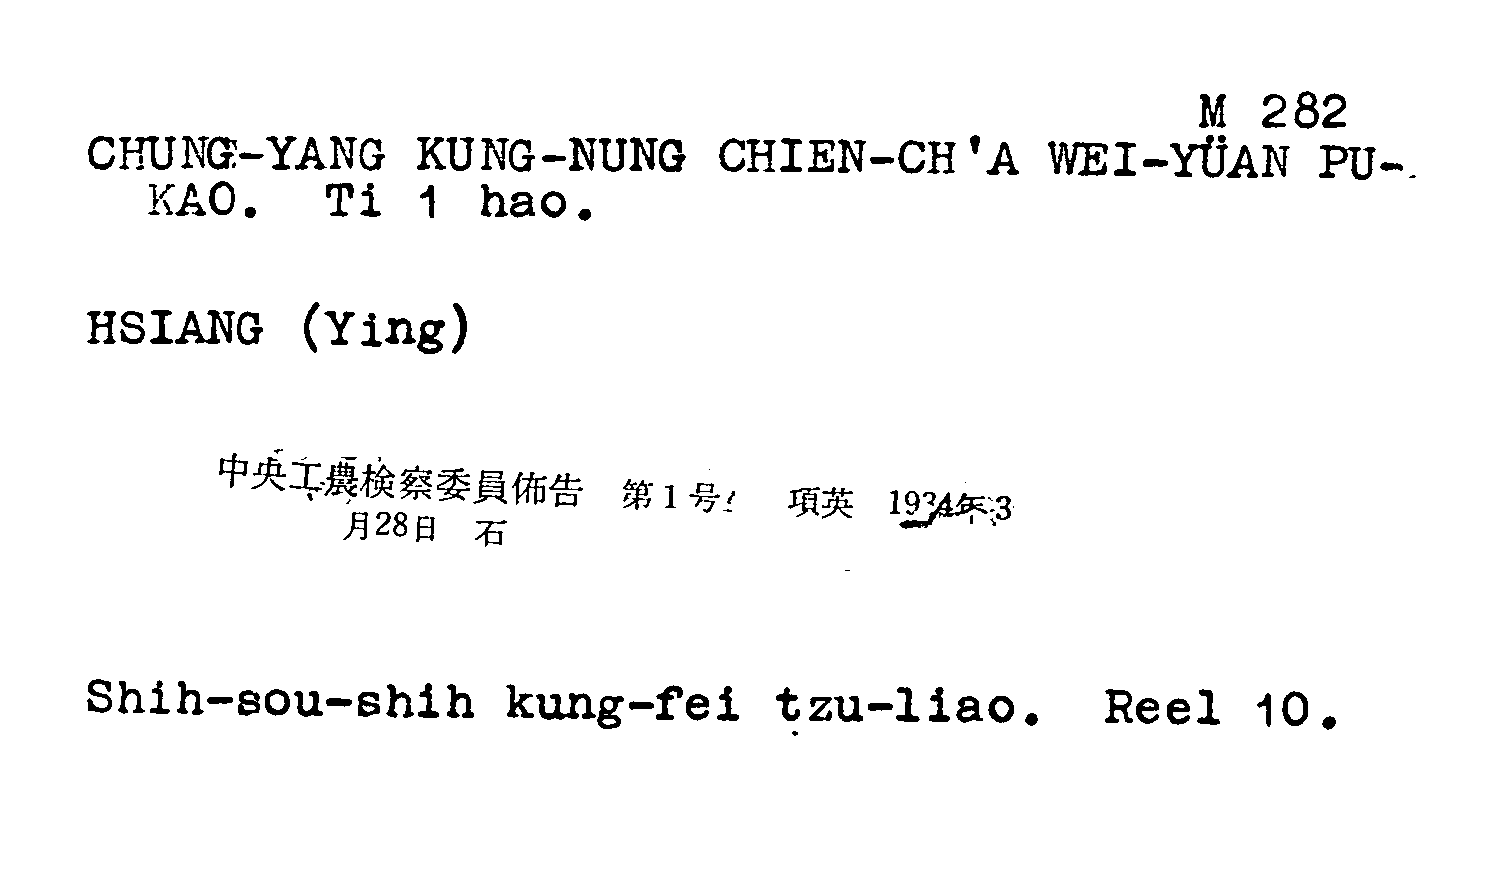 M 282
CHUNG-YANG KUNG-NUNG CHIEN-CH'A WEI-YÜAN PU-
KAO. Ti 1 hao.
HSIANG (Ying)
中央工農検察委員佈告 第1号 項英 1934年3
月28日 石
Shih-sou-shih kung-fei tzu-liao. Reel 10.